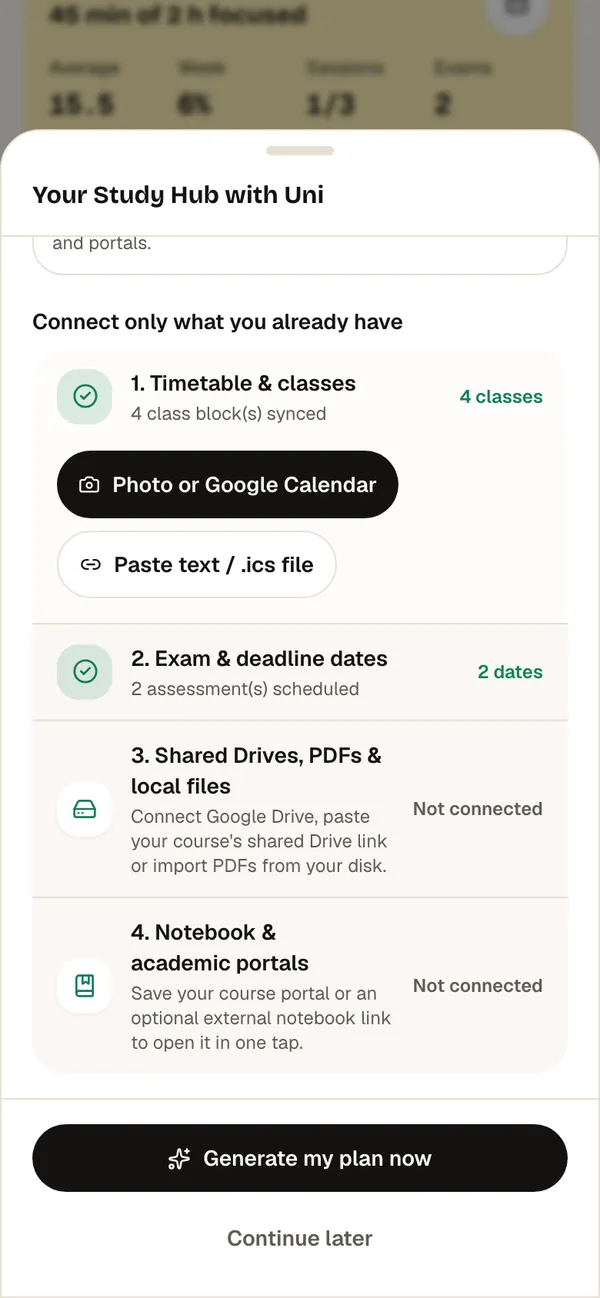 45 min of 2 h focused
Average Week Sessions Exams
15.5 6% 1/3 2
Your Study Hub with Uni
and portals.
Connect only what you already have
1. Timetable & classes
4 class block(s) synced
4 classes
Photo or Google Calendar
Paste text / .ics file
2. Exam & deadline dates
2 assessment(s) scheduled
2 dates
3. Shared Drives, PDFs &
local files
Connect Google Drive, paste
your course's shared Drive link
or import PDFs from your disk.
Not connected
4. Notebook &
academic portals
Save your course portal or an
optional external notebook link
to open it in one tap.
Not connected
Generate my plan now
Continue later